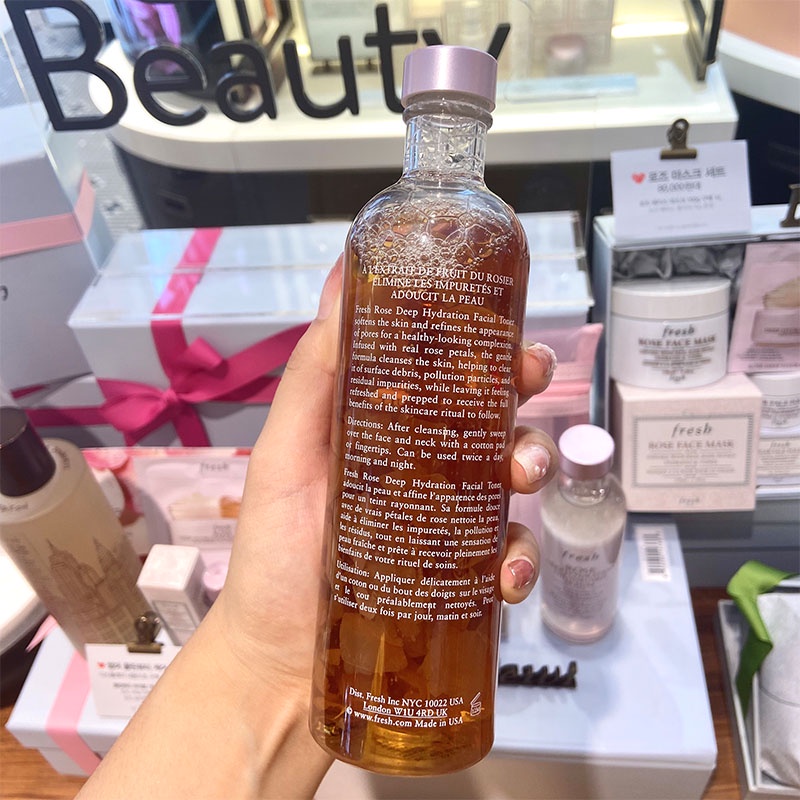 Beauty
À L'EXTRAIT DE FRUIT DU ROSIER
ÉLIMINE LES IMPURETÉS ET
ADOUCIT LA PEAU
Fresh Rose Deep Hydration Facial Toner
softens the skin and refines the appearance
of pores for a healthy-looking complexion.
Infused with real rose petals, the gentle
formula cleanses the skin, helping to clear
it of surface debris, pollution particles, and
residual impurities, while leaving it feeling
refreshed and prepped to receive the full
benefits of the skincare ritual to follow.
Directions: After cleansing, gently sweep
over the face and neck with a cotton pad
or fingertips. Can be used twice a day,
morning and night.
Fresh Rose Deep Hydration Facial Toner
adoucit la peau et affine l'apparence des pores
pour un teint rayonnant. Sa formule douce
avec de vrais pétales de rose nettoie la peau,
aide à éliminer les impuretés, la pollution et
les résidus, tout en laissant une sensation de
peau fraîche et prête à recevoir pleinement les
bienfaits de votre rituel de soins.
Utilisation: Appliquer délicatement à l'aide
d'un coton ou du bout des doigts sur le visage
et le cou préalablement nettoyés. Peut
s'utiliser deux fois par jour, matin et soir.
Dist. Fresh Inc NYC 10022 USA
London W1U 4RD UK
© www.fresh.com Made in USA
로즈 마스크 세트
fresh
ROSE FACE MASK
fresh
ROSE FACE MASK
fresh
fresh
ROSE
fresh